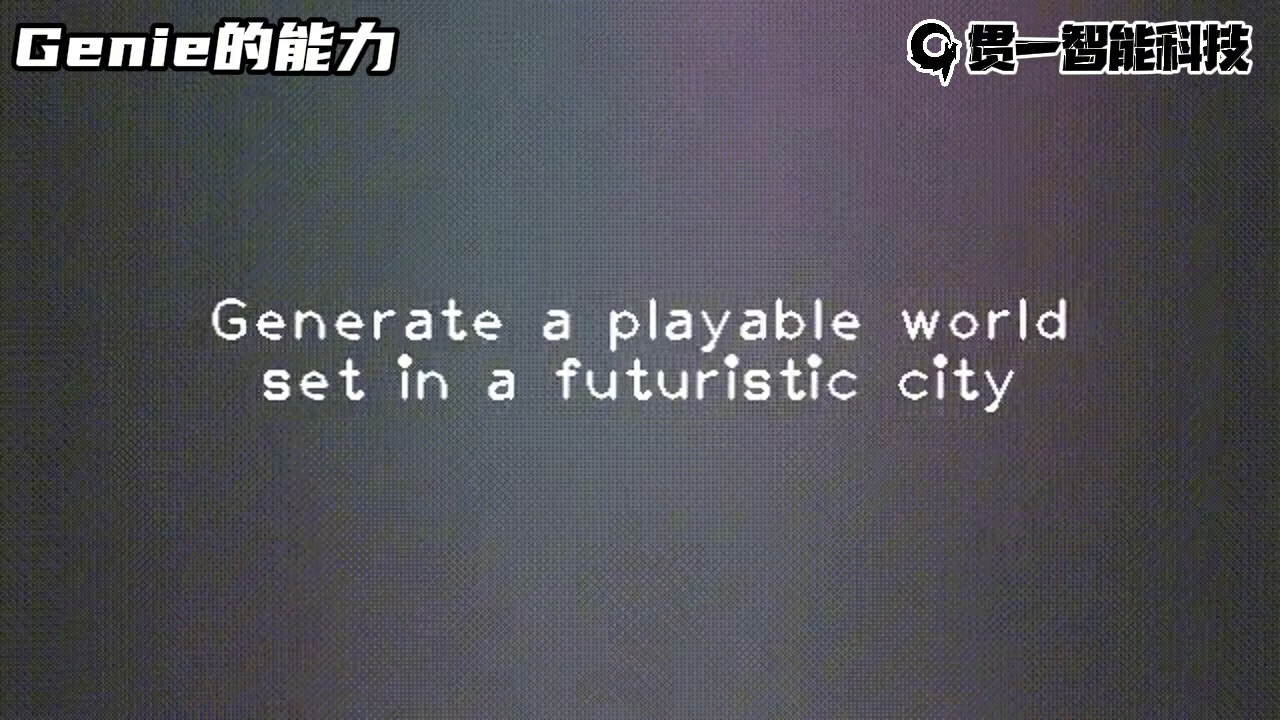 Genie的能力
贯一智能科技
Generate a playable world
set in a futuristic city